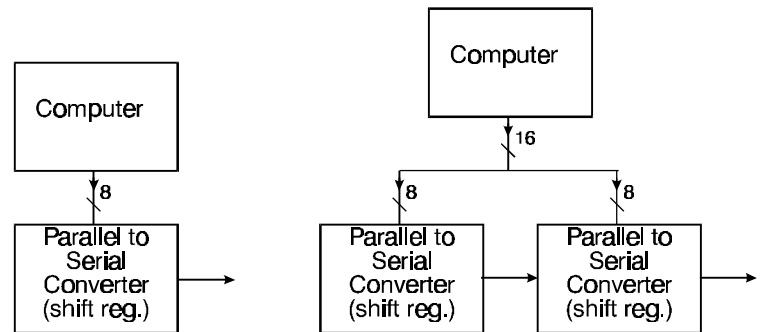 Computer
8
Parallel to
Serial
Converter
(shift reg.)
Computer
16
8
8
Parallel to
Serial
Converter
(shift reg.)
Parallel to
Serial
Converter
(shift reg.)